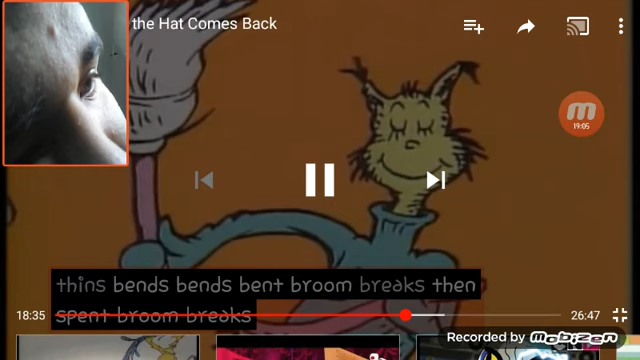 the Hat Comes Back
19:05
thins bends bends bent broom breaks then
spent broom breaks
18:35
26:47
Recorded by Mobizen